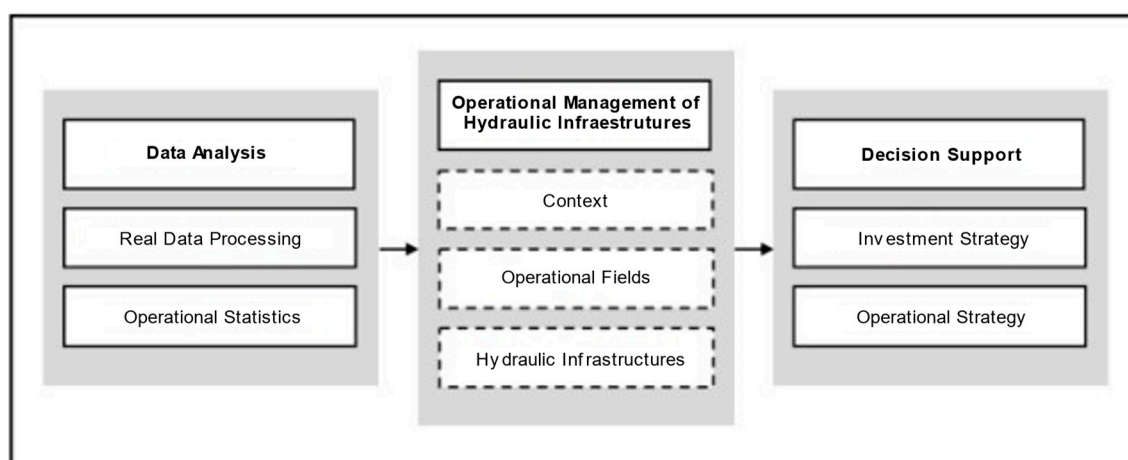 Data Analysis
Real Data Processing
Operational Statistics
Operational Management of
Hydraulic Infraestrutures
Context
Operational Fields
Hydraulic Infrastructures
Decision Support
Investment Strategy
Operational Strategy